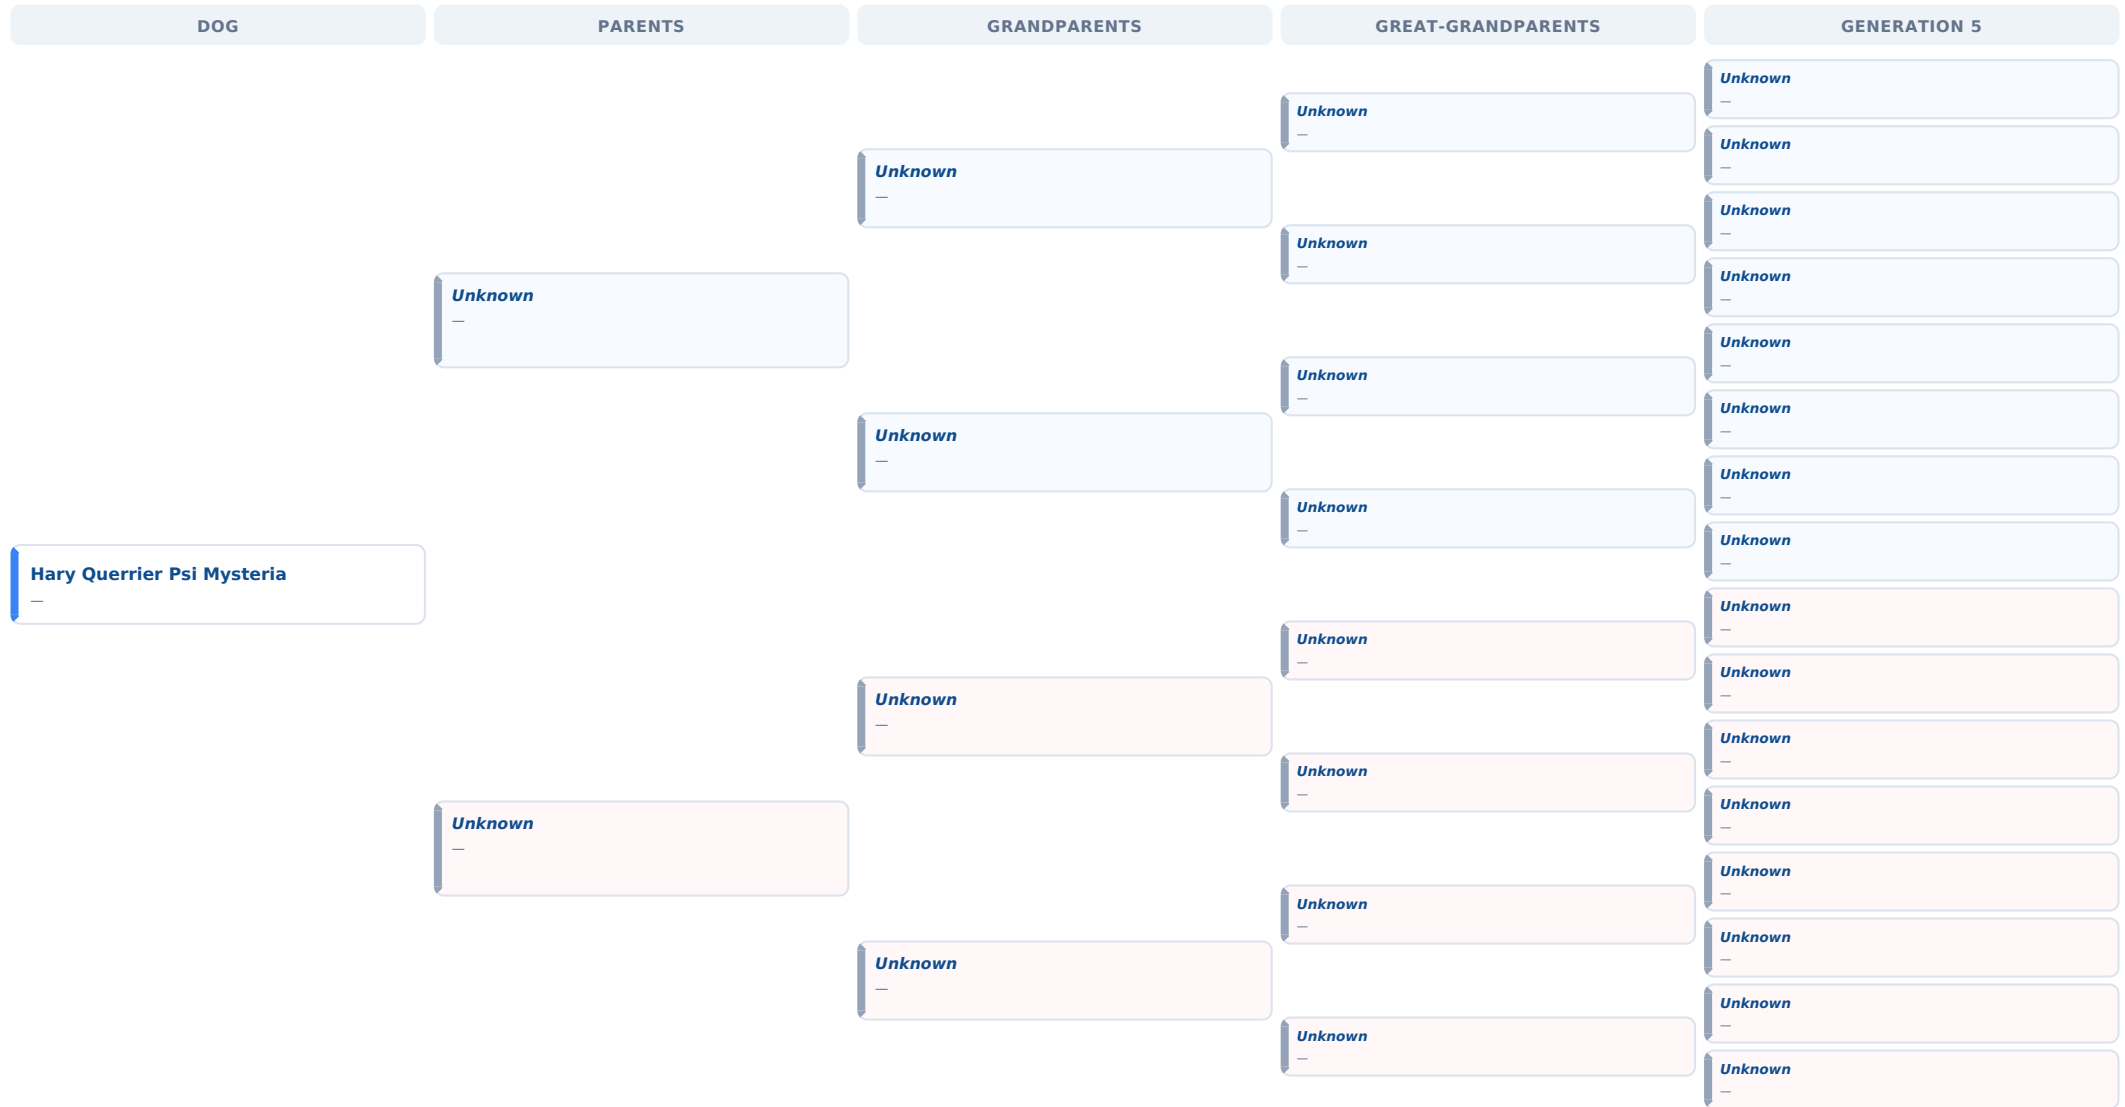 DOG
PARENTS
GRANDPARENTS
GREAT-GRANDPARENTS
GENERATION 5
Hary Querrier Psi Mysteria
—
Unknown
—
Unknown
—
Unknown
—
Unknown
—
Unknown
—
Unknown
—
Unknown
—
Unknown
—
Unknown
—
Unknown
—
Unknown
—
Unknown
—
Unknown
—
Unknown
—
Unknown
—
Unknown
—
Unknown
—
Unknown
—
Unknown
—
Unknown
—
Unknown
—
Unknown
—
Unknown
—
Unknown
—
Unknown
—
Unknown
—
Unknown
—
Unknown
—
Unknown
—
Unknown
—